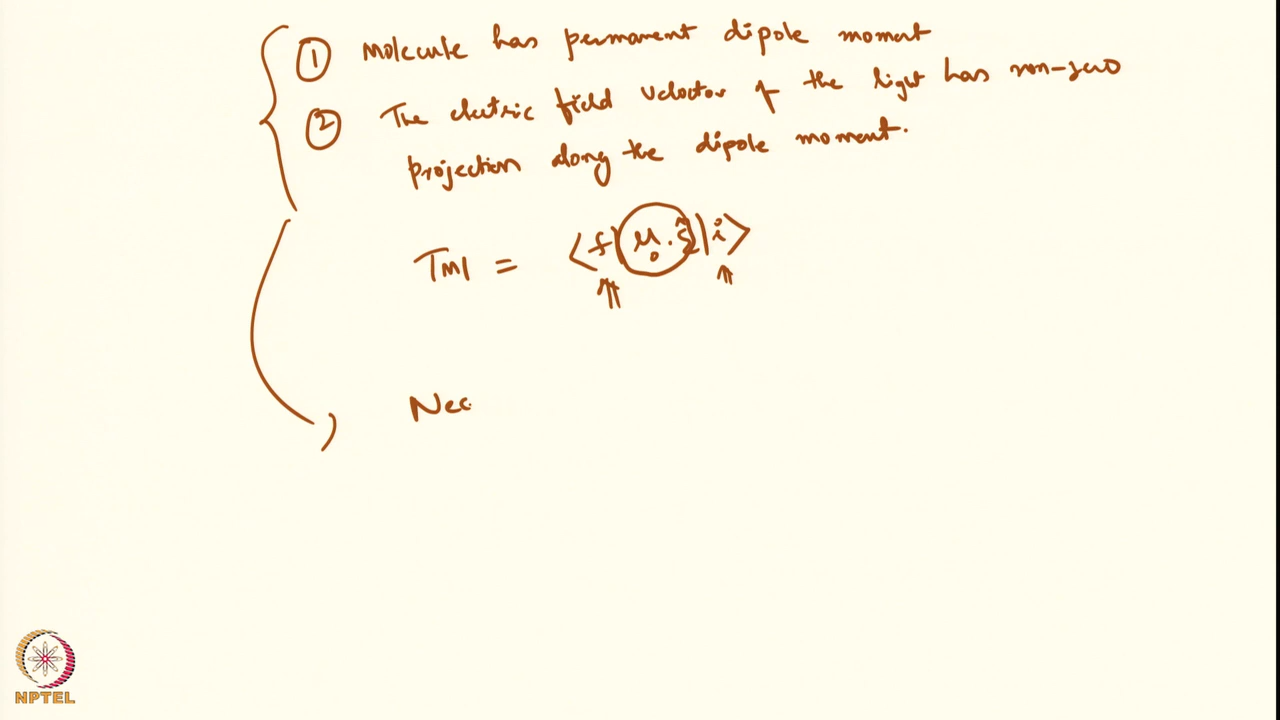 ① Molecule has permanent dipole moment
② The electric field vector of the light has non-zero
projection along the dipole moment.
TMI = <f|μ₀.ε̂|i>
Nec
NPTEL